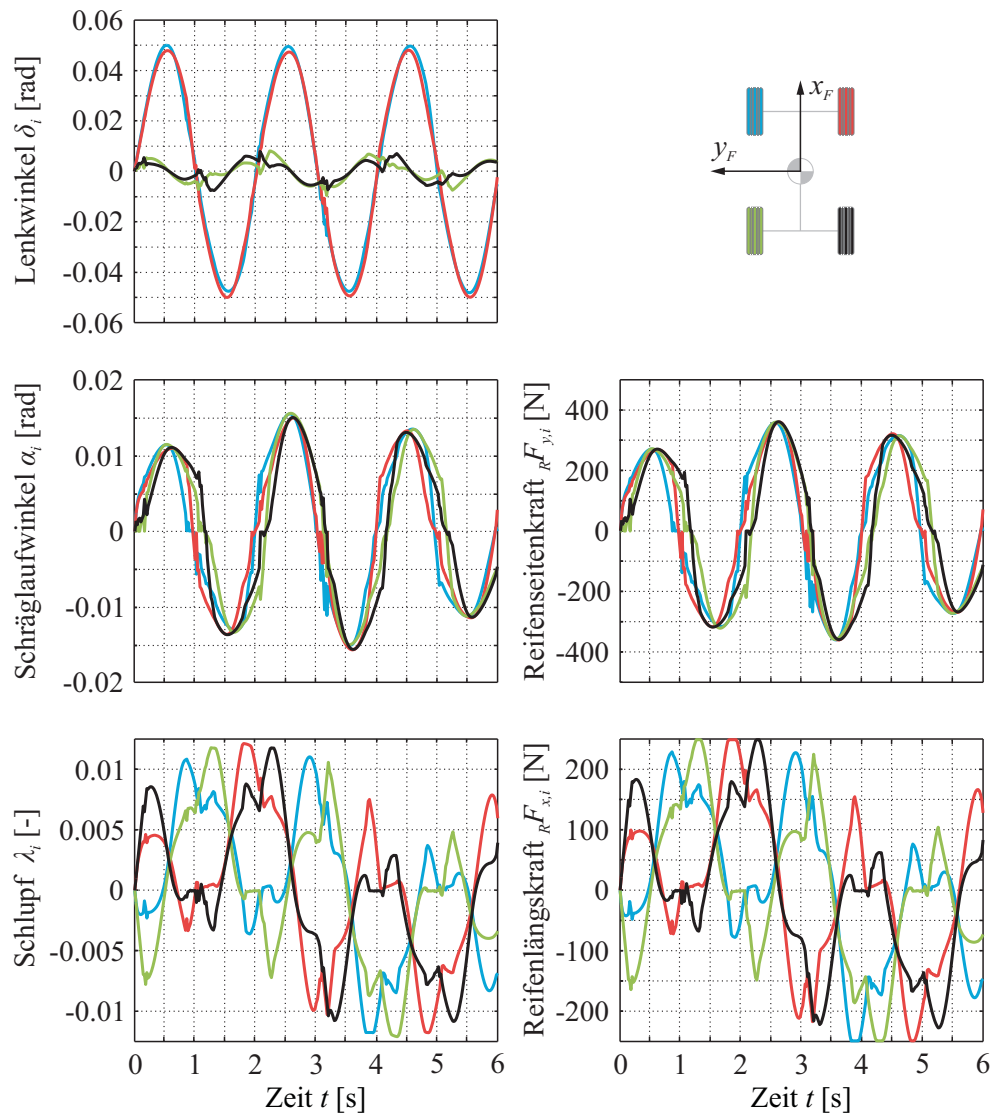 Lenkwinkel δi [rad]
0.06
0.04
0.02
0
-0.02
-0.04
-0.06
xF
yF
Schräglaufwinkel αi [rad]
0.02
0.01
0
-0.01
-0.02
Reifenseitenkraft RFy,i [N]
400
200
0
-200
-400
Schlupf λi [-]
0.01
0.005
0
-0.005
-0.01
0 1 2 3 4 5 6
Zeit t [s]
Reifenlängskraft RFx,i [N]
200
100
0
-100
-200
0 1 2 3 4 5 6
Zeit t [s]